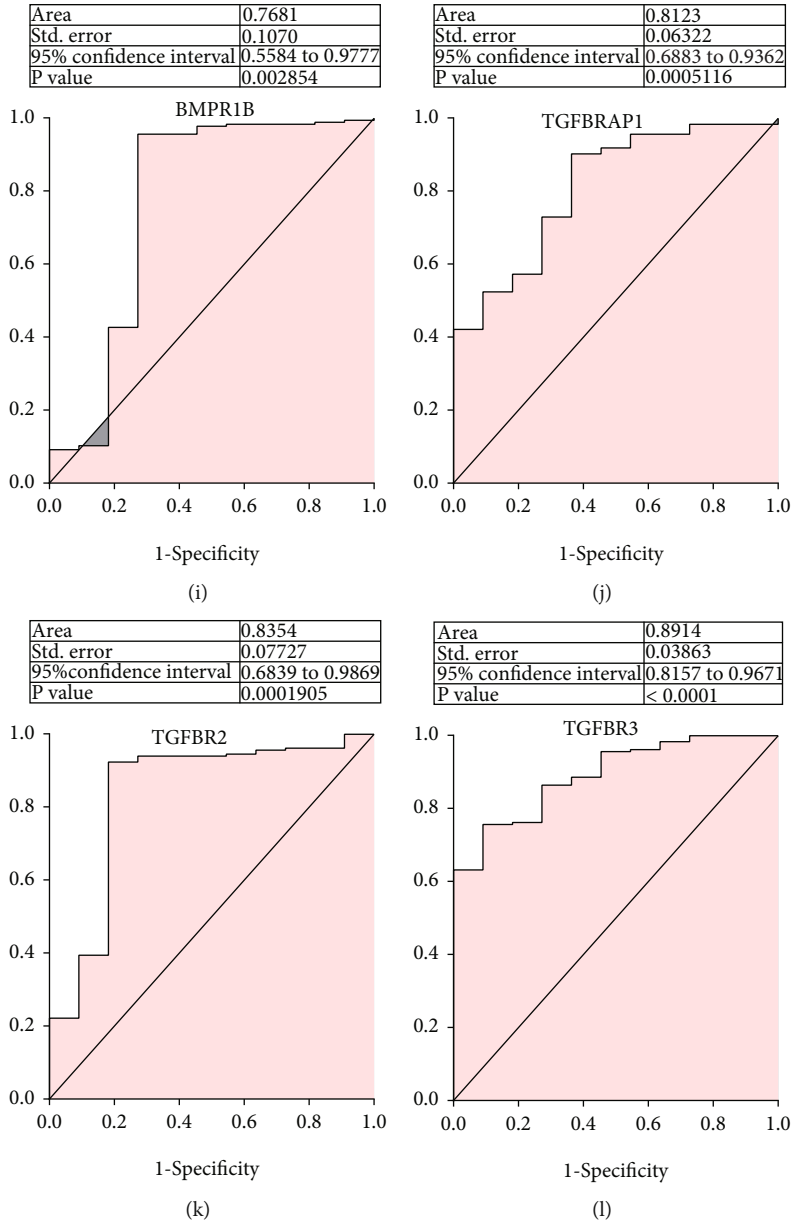 Area 0.7681
Std. error 0.1070
95% confidence interval 0.5584 to 0.9777
P value 0.002854
BMPR1B
1.0
0.8
0.6
0.4
0.2
0.0
0.0 0.2 0.4 0.6 0.8 1.0
1-Specificity
(i)
Area 0.8123
Std. error 0.06322
95% confidence interval 0.6883 to 0.9362
P value 0.0005116
TGFBRAP1
1.0
0.8
0.6
0.4
0.2
0.0
0.0 0.2 0.4 0.6 0.8 1.0
1-Specificity
(j)
Area 0.8354
Std. error 0.07727
95%confidence interval 0.6839 to 0.9869
P value 0.0001905
TGFBR2
1.0
0.8
0.6
0.4
0.2
0.0
0.0 0.2 0.4 0.6 0.8 1.0
1-Specificity
(k)
Area 0.8914
Std. error 0.03863
95% confidence interval 0.8157 to 0.9671
P value < 0.0001
TGFBR3
1.0
0.8
0.6
0.4
0.2
0.0
0.0 0.2 0.4 0.6 0.8 1.0
1-Specificity
(l)